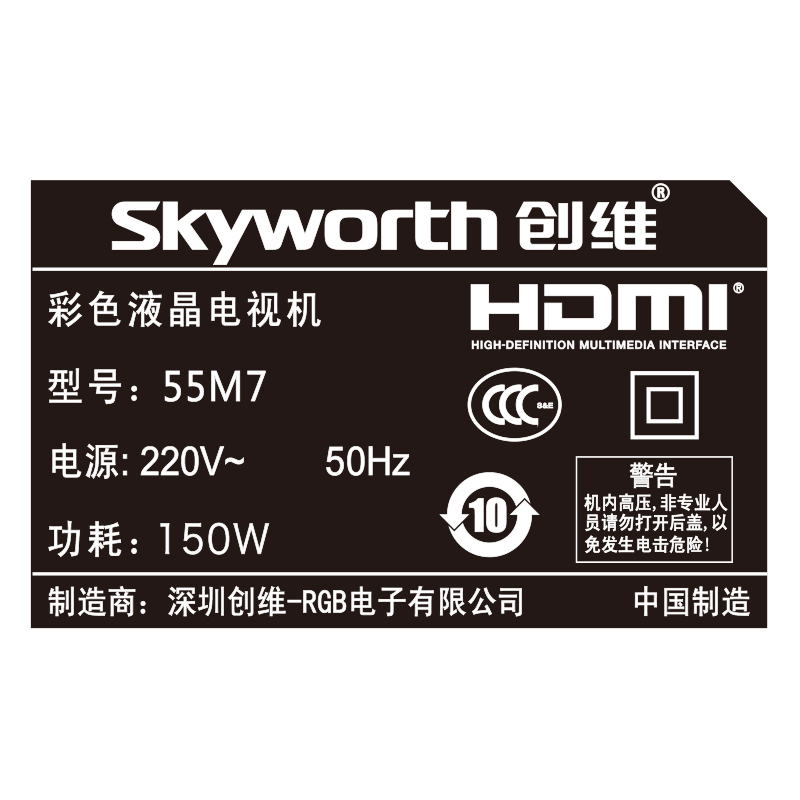 Skyworth 创维®
彩色液晶电视机
HDMI®
HIGH-DEFINITION MULTIMEDIA INTERFACE
型号：55M7
CCC S&E
电源: 220V~ 50Hz
10
警告
机内高压,非专业人
员请勿打开后盖,以
免发生电击危险!
功耗：150W
制造商：深圳创维-RGB电子有限公司 中国制造